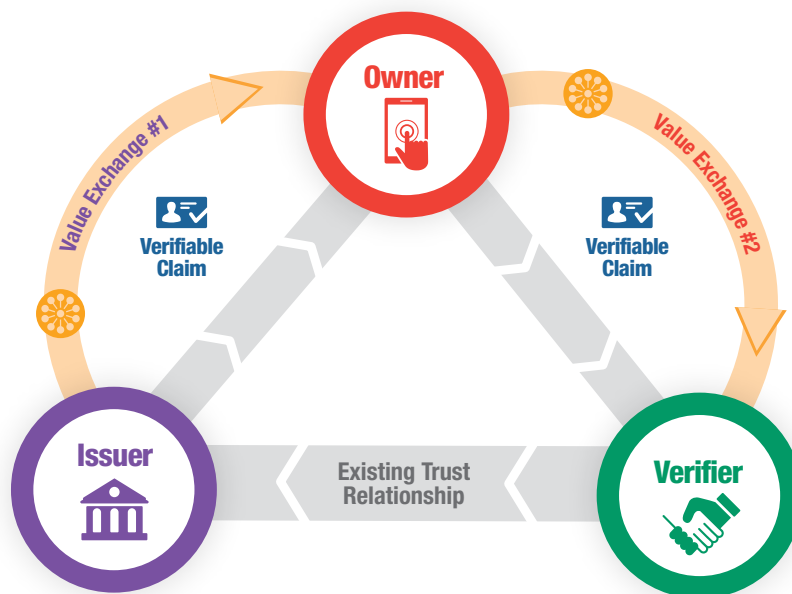 Owner
Value Exchange #1
Value Exchange #2
Verifiable
Claim
Verifiable
Claim
Issuer
Existing Trust
Relationship
Verifier